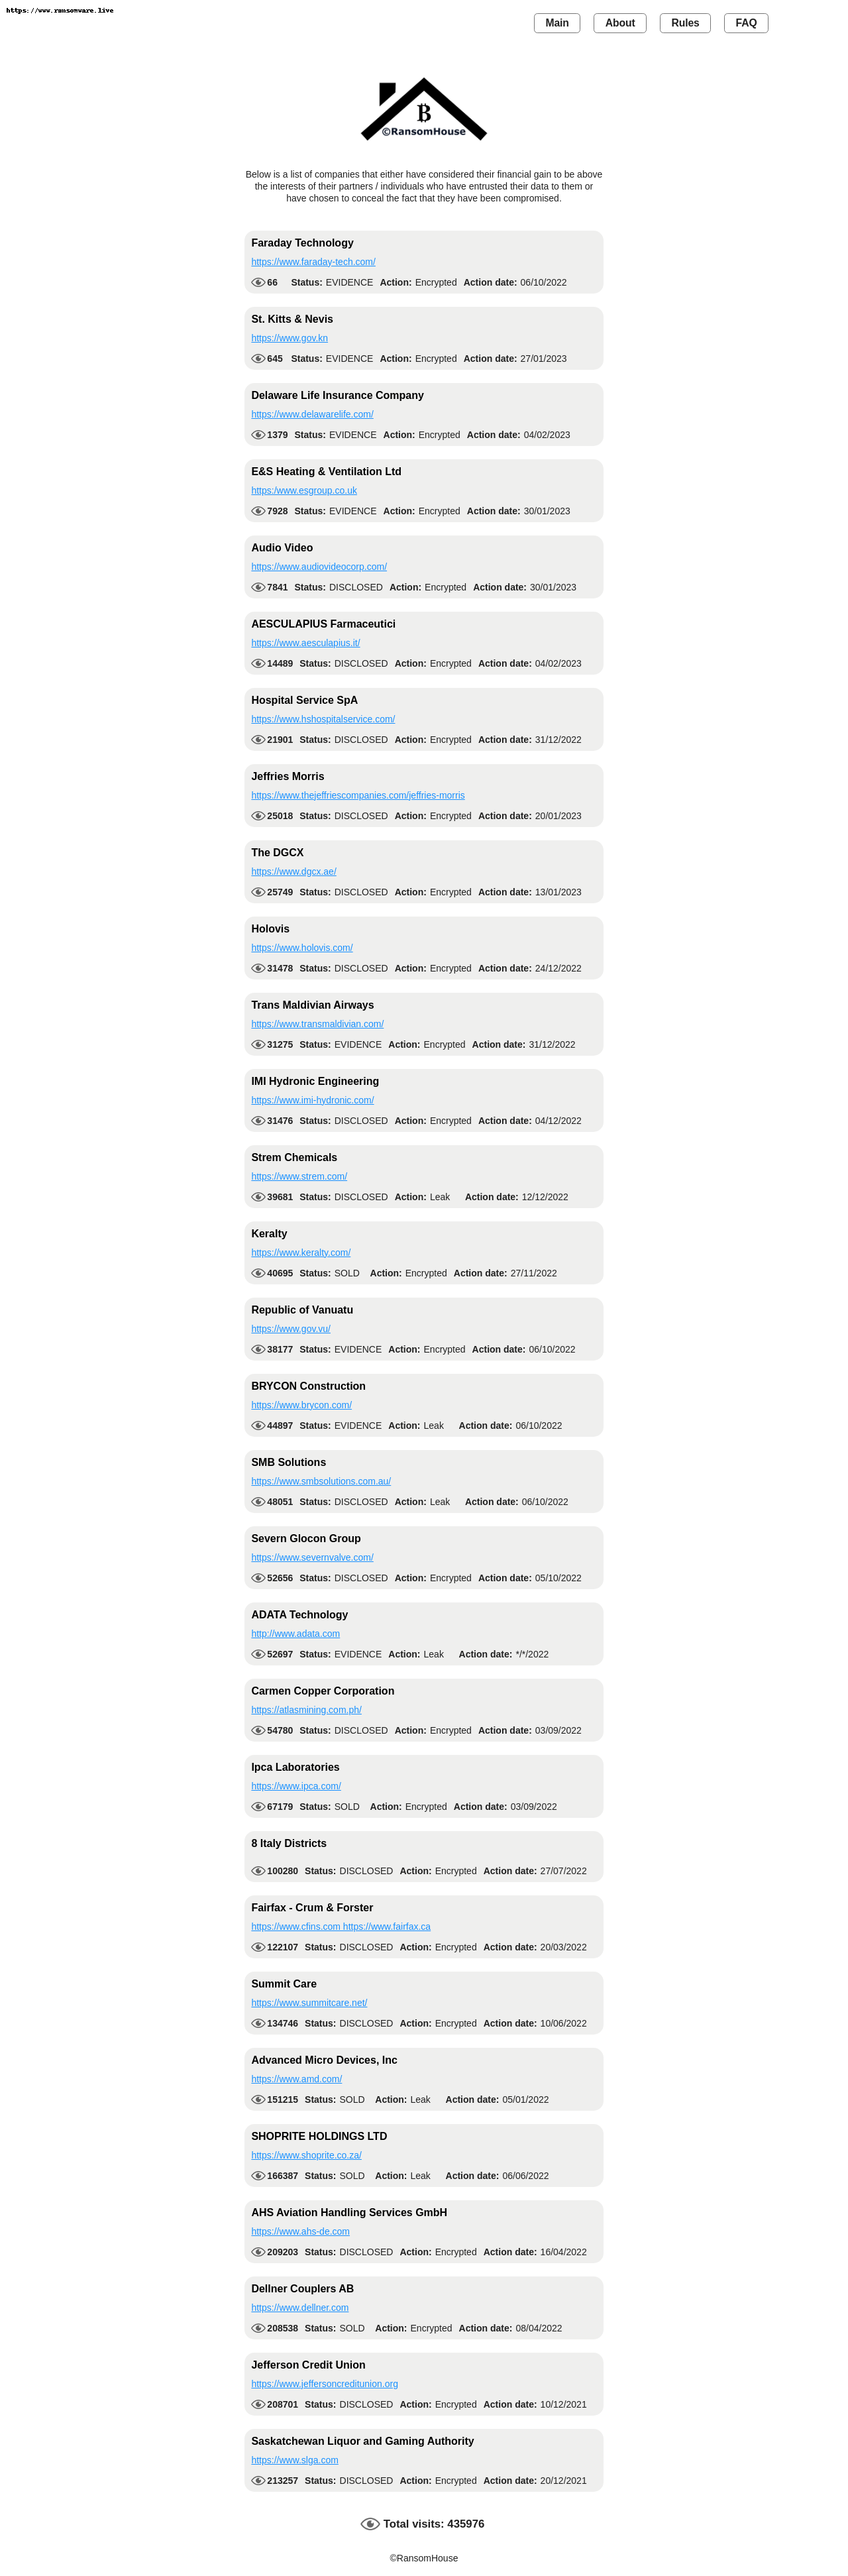 https://www.ransomware.live
Main About Rules FAQ
₿
©RansomHouse
Below is a list of companies that either have considered their financial gain to be above
the interests of their partners / individuals who have entrusted their data to them or
have chosen to conceal the fact that they have been compromised.
Faraday Technology
https://www.faraday-tech.com/
66 Status: EVIDENCE Action: Encrypted Action date: 06/10/2022
St. Kitts & Nevis
https://www.gov.kn
645 Status: EVIDENCE Action: Encrypted Action date: 27/01/2023
Delaware Life Insurance Company
https://www.delawarelife.com/
1379 Status: EVIDENCE Action: Encrypted Action date: 04/02/2023
E&S Heating & Ventilation Ltd
https:/www.esgroup.co.uk
7928 Status: EVIDENCE Action: Encrypted Action date: 30/01/2023
Audio Video
https://www.audiovideocorp.com/
7841 Status: DISCLOSED Action: Encrypted Action date: 30/01/2023
AESCULAPIUS Farmaceutici
https://www.aesculapius.it/
14489 Status: DISCLOSED Action: Encrypted Action date: 04/02/2023
Hospital Service SpA
https://www.hshospitalservice.com/
21901 Status: DISCLOSED Action: Encrypted Action date: 31/12/2022
Jeffries Morris
https://www.thejeffriescompanies.com/jeffries-morris
25018 Status: DISCLOSED Action: Encrypted Action date: 20/01/2023
The DGCX
https://www.dgcx.ae/
25749 Status: DISCLOSED Action: Encrypted Action date: 13/01/2023
Holovis
https://www.holovis.com/
31478 Status: DISCLOSED Action: Encrypted Action date: 24/12/2022
Trans Maldivian Airways
https://www.transmaldivian.com/
31275 Status: EVIDENCE Action: Encrypted Action date: 31/12/2022
IMI Hydronic Engineering
https://www.imi-hydronic.com/
31476 Status: DISCLOSED Action: Encrypted Action date: 04/12/2022
Strem Chemicals
https://www.strem.com/
39681 Status: DISCLOSED Action: Leak Action date: 12/12/2022
Keralty
https://www.keralty.com/
40695 Status: SOLD Action: Encrypted Action date: 27/11/2022
Republic of Vanuatu
https://www.gov.vu/
38177 Status: EVIDENCE Action: Encrypted Action date: 06/10/2022
BRYCON Construction
https://www.brycon.com/
44897 Status: EVIDENCE Action: Leak Action date: 06/10/2022
SMB Solutions
https://www.smbsolutions.com.au/
48051 Status: DISCLOSED Action: Leak Action date: 06/10/2022
Severn Glocon Group
https://www.severnvalve.com/
52656 Status: DISCLOSED Action: Encrypted Action date: 05/10/2022
ADATA Technology
http://www.adata.com
52697 Status: EVIDENCE Action: Leak Action date: */*/2022
Carmen Copper Corporation
https://atlasmining.com.ph/
54780 Status: DISCLOSED Action: Encrypted Action date: 03/09/2022
Ipca Laboratories
https://www.ipca.com/
67179 Status: SOLD Action: Encrypted Action date: 03/09/2022
8 Italy Districts
100280 Status: DISCLOSED Action: Encrypted Action date: 27/07/2022
Fairfax - Crum & Forster
https://www.cfins.com https://www.fairfax.ca
122107 Status: DISCLOSED Action: Encrypted Action date: 20/03/2022
Summit Care
https://www.summitcare.net/
134746 Status: DISCLOSED Action: Encrypted Action date: 10/06/2022
Advanced Micro Devices, Inc
https://www.amd.com/
151215 Status: SOLD Action: Leak Action date: 05/01/2022
SHOPRITE HOLDINGS LTD
https://www.shoprite.co.za/
166387 Status: SOLD Action: Leak Action date: 06/06/2022
AHS Aviation Handling Services GmbH
https://www.ahs-de.com
209203 Status: DISCLOSED Action: Encrypted Action date: 16/04/2022
Dellner Couplers AB
https://www.dellner.com
208538 Status: SOLD Action: Encrypted Action date: 08/04/2022
Jefferson Credit Union
https://www.jeffersoncreditunion.org
208701 Status: DISCLOSED Action: Encrypted Action date: 10/12/2021
Saskatchewan Liquor and Gaming Authority
https://www.slga.com
213257 Status: DISCLOSED Action: Encrypted Action date: 20/12/2021
Total visits: 435976
©RansomHouse